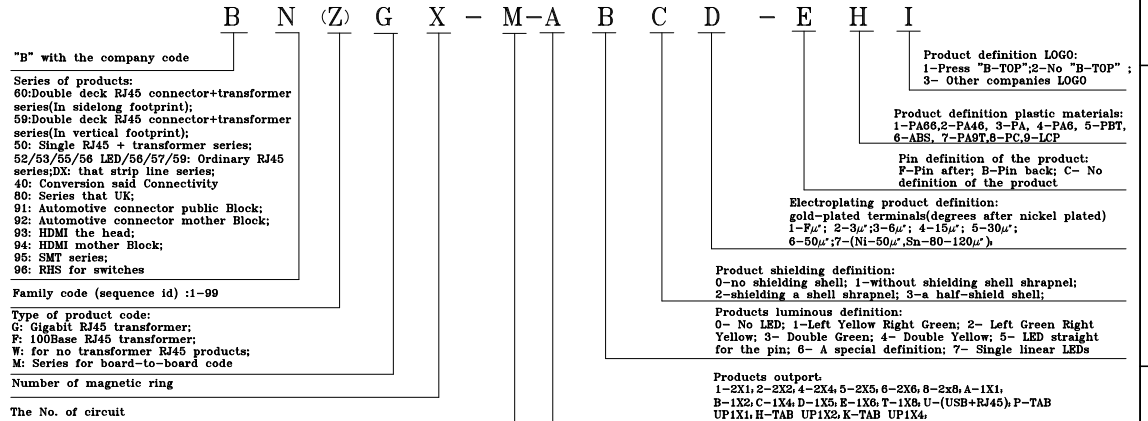 B N (Z) G X - M - A B C D - E H I
"B" with the company code
Series of products:
60:Double deck RJ45 connector+transformer
series(In sidelong footprint);
59:Double deck RJ45 connector+transformer
series(In vertical footprint);
50: Single RJ45 + transformer series;
52/53/55/56 LED/56/57/59: Ordinary RJ45
series;DX: that strip line series;
40: Conversion said Connectivity
80: Series that UK;
91: Automotive connector public Block;
92: Automotive connector mother Block;
93: HDMI the head;
94: HDMI mother Block;
95: SMT series;
96: RHS for switches
Family code (sequence id) :1-99
Type of product code:
G: Gigabit RJ45 transformer;
F: 100Base RJ45 transformer;
W: for no transformer RJ45 products;
M: Series for board-to-board code
Number of magnetic ring
The No. of circuit
Product definition LOGO:
1-Press "B-TOP";2-No "B-TOP" ;
3- Other companies LOGO
Product definition plastic materials:
1-PA66,2-PA46, 3-PA, 4-PA6, 5-PBT,
6-ABS, 7-PA9T,8-PC,9-LCP
Pin definition of the product:
F-Pin after; B-Pin back; C- No
definition of the product
Electroplating product definition:
gold-plated terminals(degrees after nickel plated)
1-Fμ"; 2-3μ";3-6μ"; 4-15μ"; 5-30μ";
6-50μ";7-(Ni-50μ",Sn-80-120μ");
Product shielding definition:
0-no shielding shell; 1-without shielding shell shrapnel;
2-shielding a shell shrapnel; 3-a half-shield shell;
Products luminous definition:
0- No LED; 1-Left Yellow Right Green; 2- Left Green Right
Yellow; 3- Double Green; 4- Double Yellow; 5- LED straight
for the pin; 6- A special definition; 7- Single linear LEDs
Products outport:
1-2X1; 2-2X2; 4-2X4; 5-2X5; 6-2X6; 8-2x8; A-1X1;
B-1X2; C-1X4; D-1X5; E-1X6; T-1X8; U-(USB+RJ45); P-TAB
UP1X1; H-TAB UP1X2; K-TAB UP1X4;